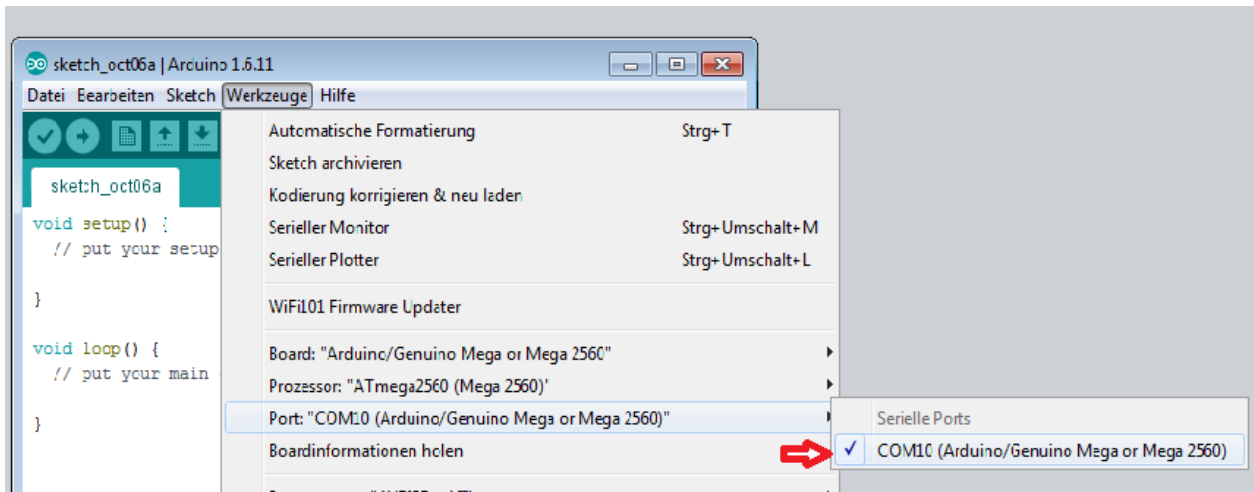 sketch_oct06a | Arduino 1.6.11
Datei Bearbeiten Sketch Werkzeuge Hilfe
Automatische Formatierung Strg+T
Sketch archivieren
sketch_oct06a
Kodierung korrigieren & neu laden
void setup() {
Serieller Monitor Strg+Umschalt+M
// put your setup
Serieller Plotter Strg+Umschalt+L
}
WiFi101 Firmware Updater
void loop() {
Board: "Arduino/Genuino Mega or Mega 2560"
// put your main
Prozessor: "ATmega2560 (Mega 2560)"
}
Port: "COM10 (Arduino/Genuino Mega or Mega 2560)"
Serielle Ports
Boardinformationen holen
COM10 (Arduino/Genuino Mega or Mega 2560)